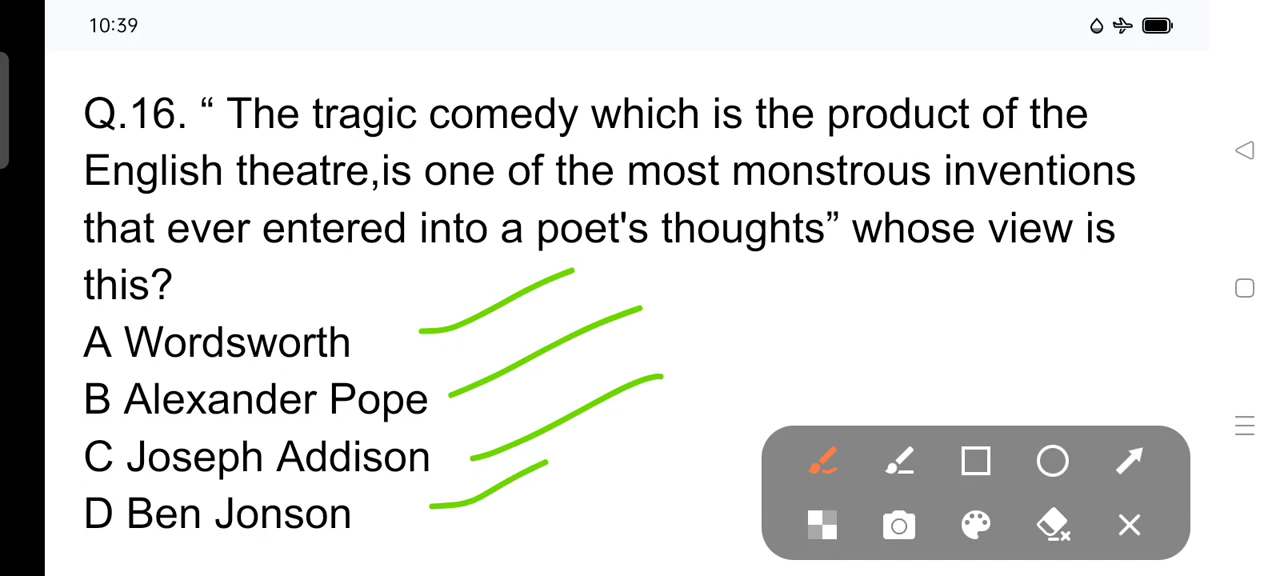 10:39
Q.16. “ The tragic comedy which is the product of the
English theatre,is one of the most monstrous inventions
that ever entered into a poet's thoughts” whose view is
this?
A Wordsworth
B Alexander Pope
C Joseph Addison
D Ben Jonson